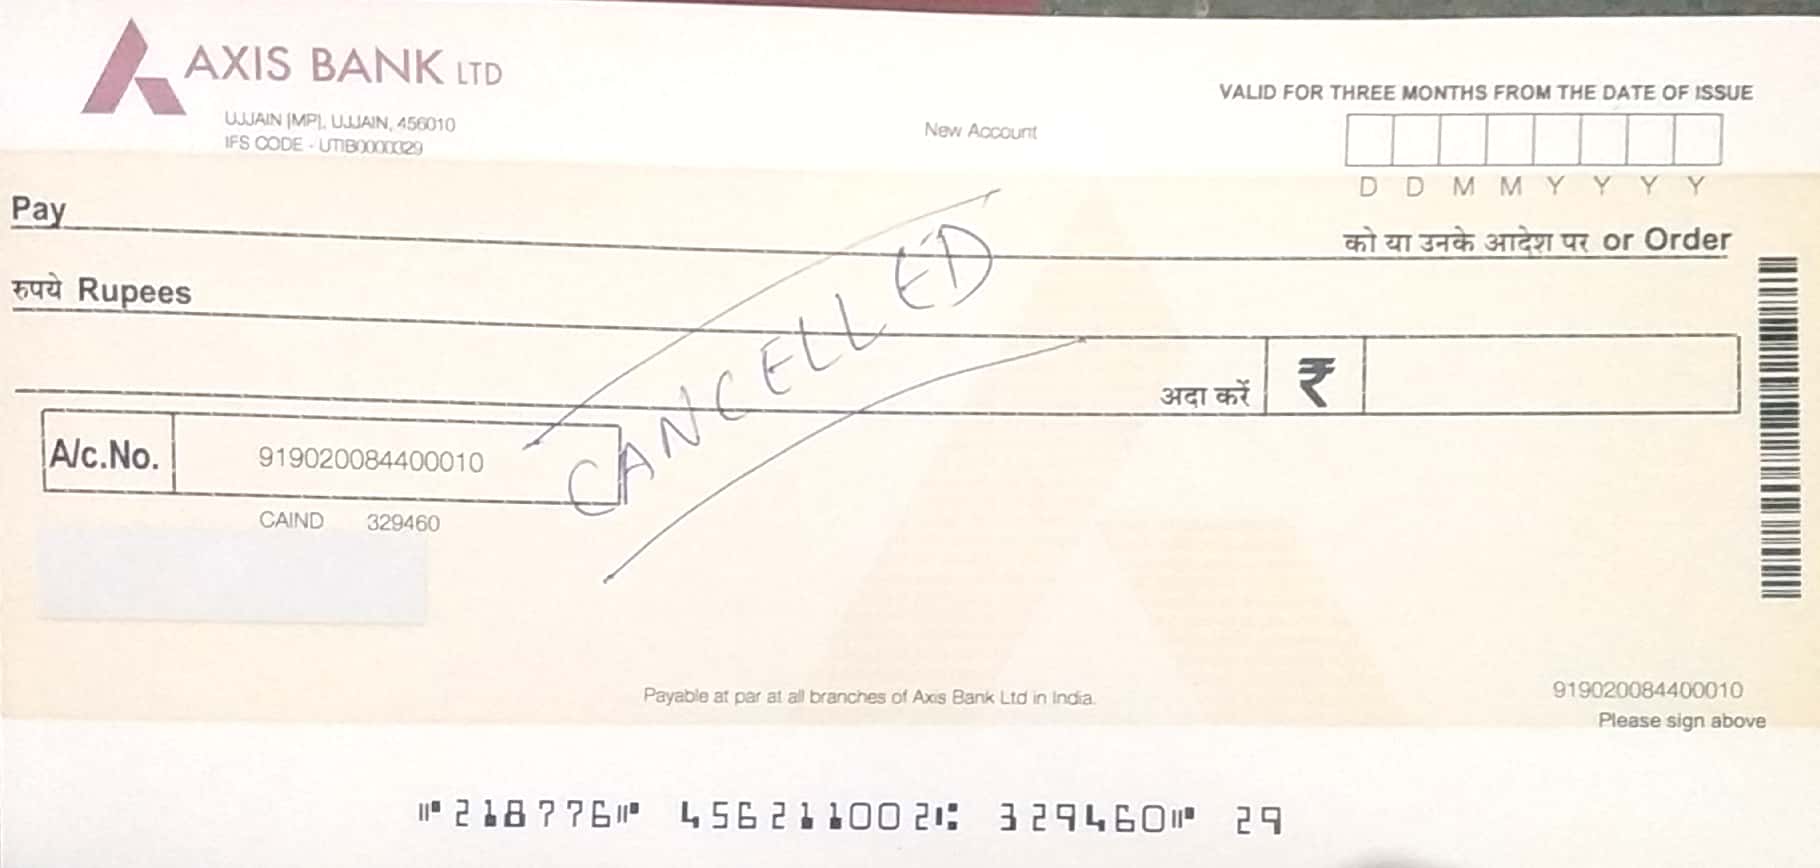 AXIS BANK LTD
UJJAIN [MP], UJJAIN, 456010
IFS CODE - UTIB0000329
New Account
VALID FOR THREE MONTHS FROM THE DATE OF ISSUE
D D M M Y Y Y Y
Pay
को या उनके आदेश पर or Order
रुपये Rupees
अदा करें ₹
CANCELLED
A/c.No. 919020084400010
CAIND 329460
Payable at par at all branches of Axis Bank Ltd in India.
919020084400010
Please sign above
⑈218776⑈ 456211002⑆ 329460⑈ 29